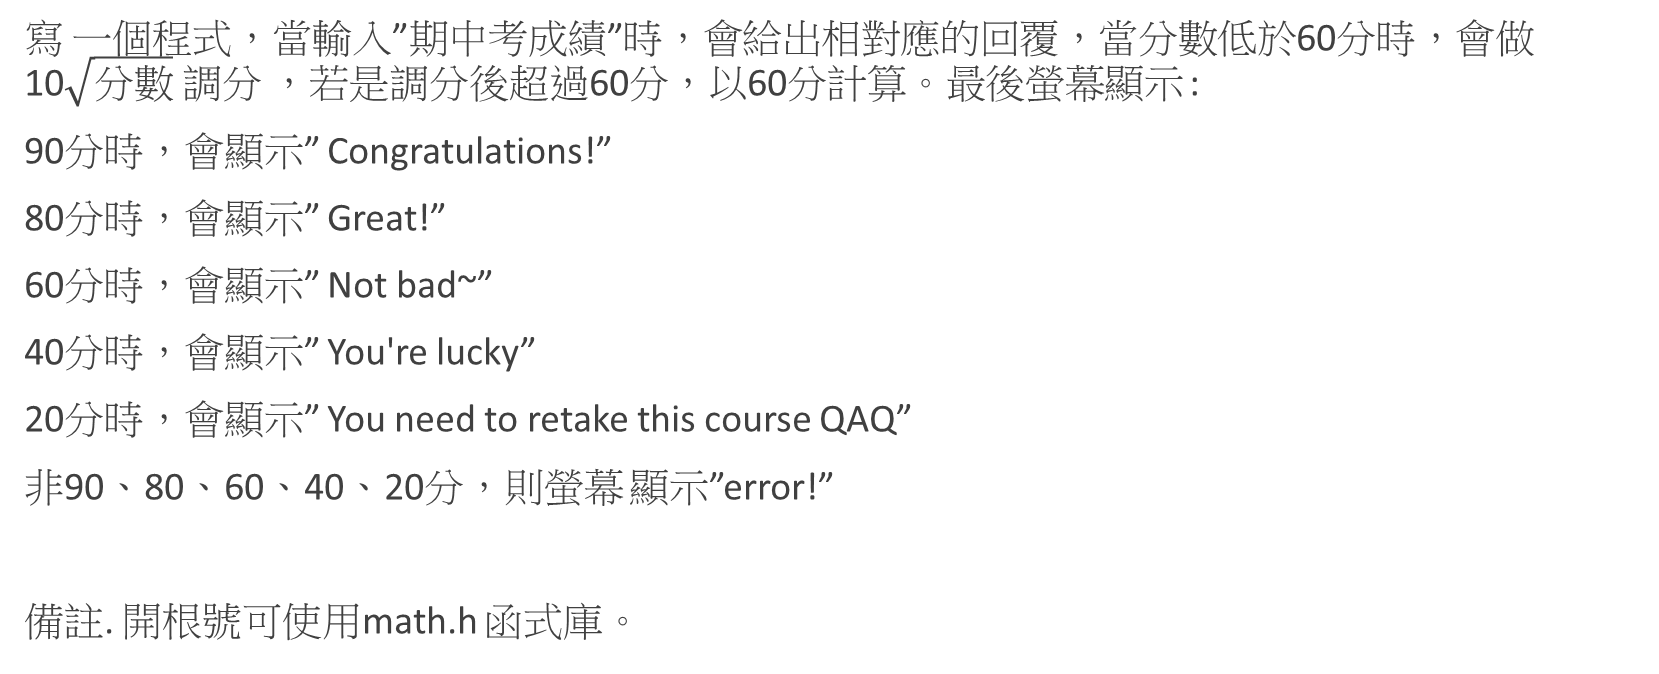 寫 一個程式，當輸入”期中考成績”時，會給出相對應的回覆，當分數低於60分時，會做
10√分數 調分 ，若是調分後超過60分，以60分計算。最後螢幕顯示:
90分時，會顯示” Congratulations!”
80分時，會顯示” Great!”
60分時，會顯示” Not bad~”
40分時，會顯示” You're lucky”
20分時，會顯示” You need to retake this course QAQ”
非90、80、60、40、20分，則螢幕顯示”error!”
備註. 開根號可使用math.h 函式庫。